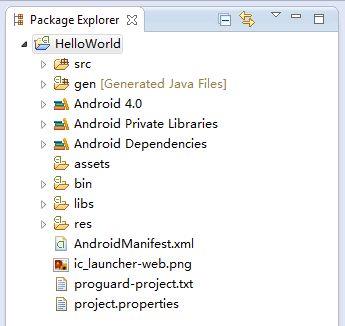 Package Explorer
HelloWorld
src
gen [Generated Java Files]
Android 4.0
Android Private Libraries
Android Dependencies
assets
bin
libs
res
AndroidManifest.xml
ic_launcher-web.png
proguard-project.txt
project.properties